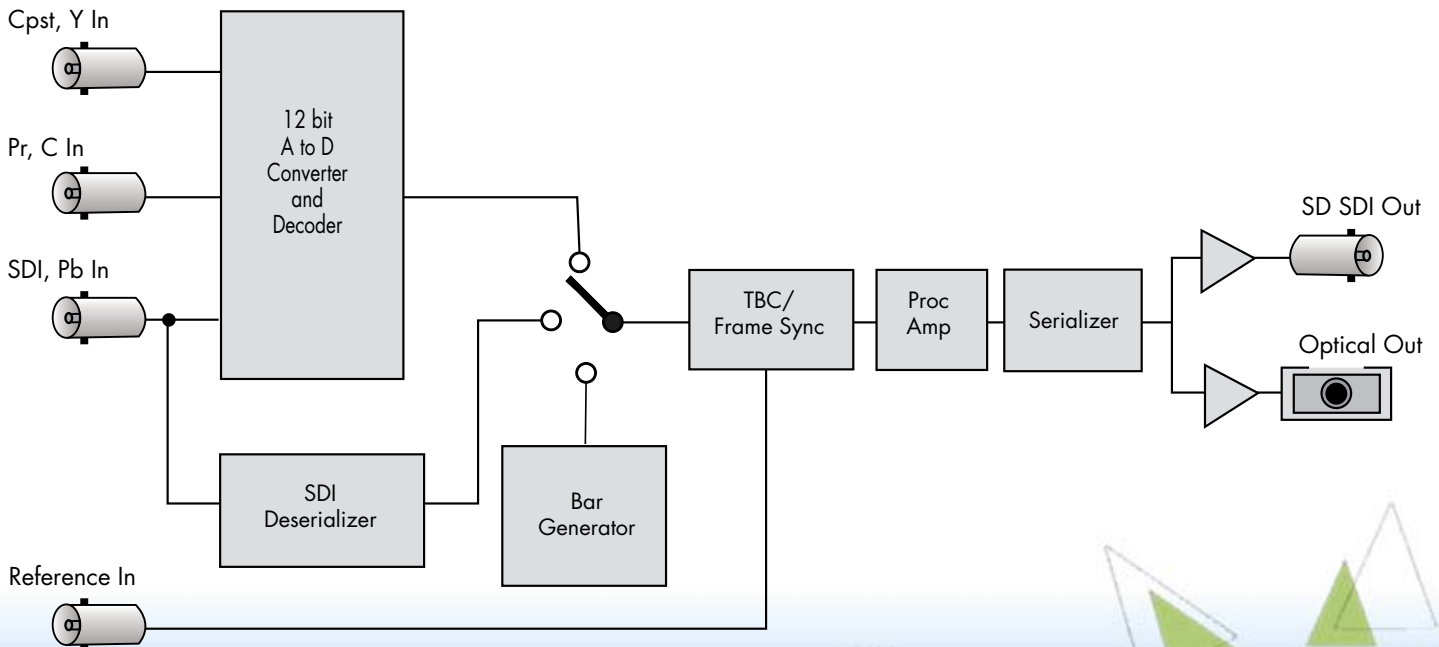 Cpst, Y In
12 bit
A to D
Converter
and
Decoder
Pr, C In
SDI, Pb In
SDI
Deserializer
Bar
Generator
TBC/
Frame Sync
Proc
Amp
Serializer
SD SDI Out
Optical Out
Reference In